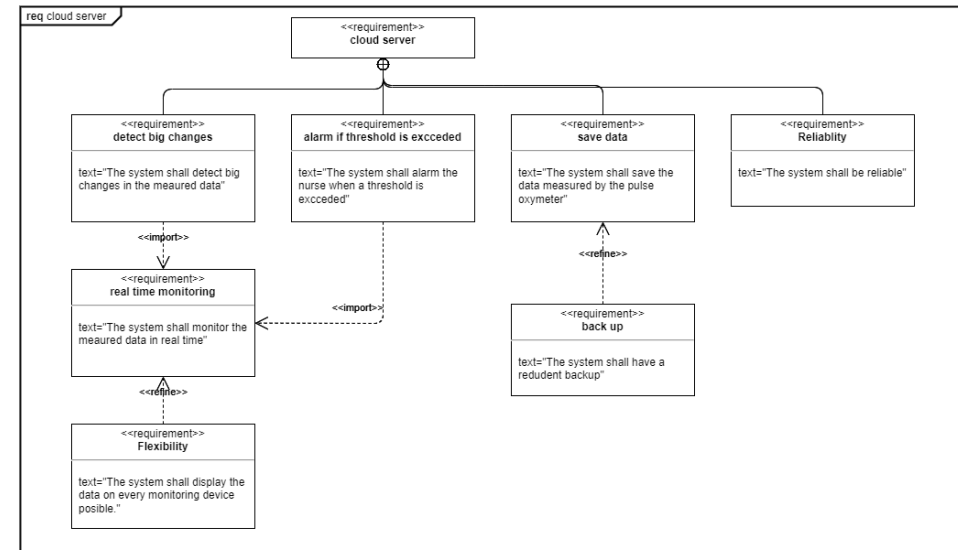 req cloud server
<<requirement>>
cloud server
<<requirement>>
detect big changes
text="The system shall detect big
changes in the meaured data"
<<requirement>>
alarm if threshold is excceded
text="The system shall alarm the
nurse when a threshold is
excceded"
<<requirement>>
save data
text="The system shall save the
data measured by the pulse
oxymeter"
<<requirement>>
Reliablity
text="The system shall be reliable"
<<import>>
<<import>>
<<refine>>
<<requirement>>
real time monitoring
text="The system shall monitor the
meaured data in real time"
<<requirement>>
back up
text="The system shall have a
redudent backup"
<<refine>>
<<requirement>>
Flexibility
text="The system shall display the
data on every monitoring device
posible."